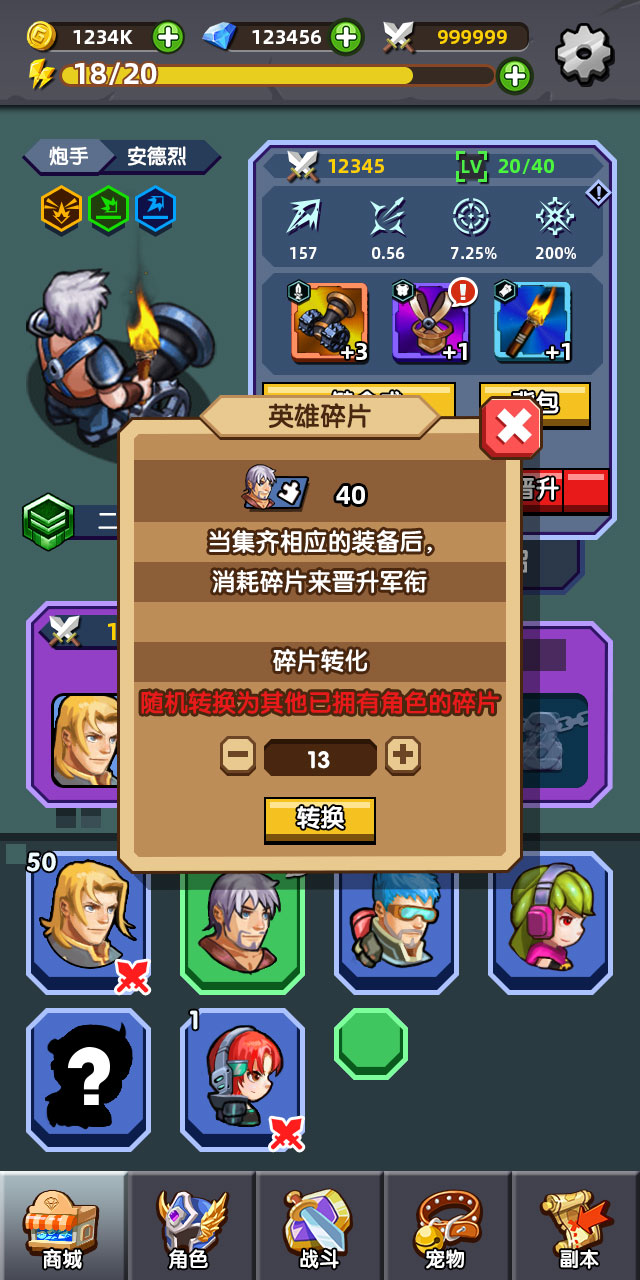 1234K
123456
999999
18/20
炮手
安德烈
12345
LV 20/40
157
0.56
7.25%
200%
+3
+1
+1
包
英雄碎片
升
40
当集齐相应的装备后,
消耗碎片来晋升军衔
二
碎片转化
1
随机转换为其他已拥有角色的碎片
13
转换
50
1
商城
角色
战斗
宠物
副本